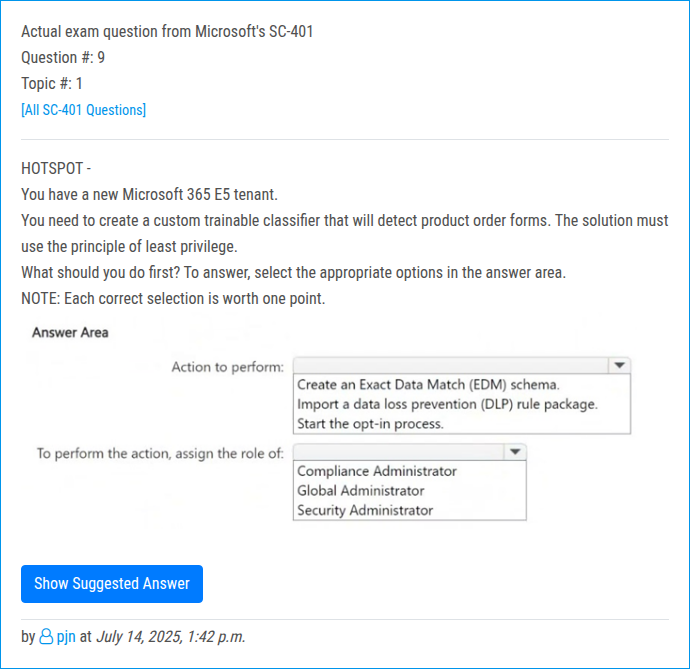 Actual exam question from Microsoft's SC-401
Question #: 9
Topic #: 1
[All SC-401 Questions]
HOTSPOT -
You have a new Microsoft 365 E5 tenant.
You need to create a custom trainable classifier that will detect product order forms. The solution must
use the principle of least privilege.
What should you do first? To answer, select the appropriate options in the answer area.
NOTE: Each correct selection is worth one point.
Answer Area
Action to perform:
Create an Exact Data Match (EDM) schema.
Import a data loss prevention (DLP) rule package.
Start the opt-in process.
To perform the action, assign the role of:
Compliance Administrator
Global Administrator
Security Administrator
Show Suggested Answer
by pjn at July 14, 2025, 1:42 p.m.